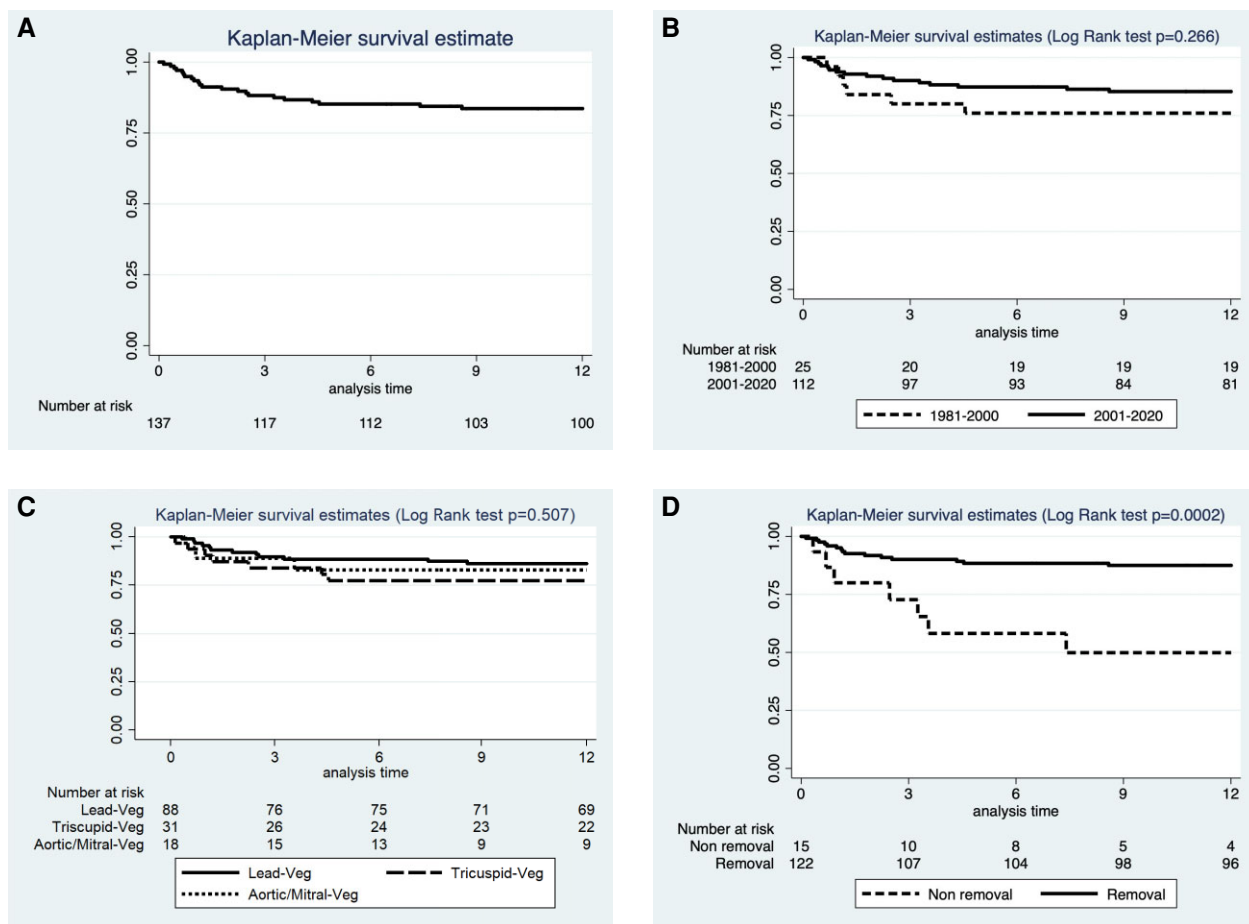 A
Kaplan-Meier survival estimate
1.00
0.75
0.50
0.25
0.00
0 3 6 9 12
analysis time
Number at risk
137 117 112 103 100
B
Kaplan-Meier survival estimates (Log Rank test p=0.266)
1.00
0.75
0.50
0.25
0.00
0 3 6 9 12
analysis time
Number at risk
1981-2000 25 20 19 19 19
2001-2020 112 97 93 84 81
1981-2000 2001-2020
C
Kaplan-Meier survival estimates (Log Rank test p=0.507)
1.00
0.75
0.50
0.25
0.00
0 3 6 9 12
analysis time
Number at risk
Lead-Veg 88 76 75 71 69
Triscupid-Veg 31 26 24 23 22
Aortic/Mitral-Veg 18 15 13 9 9
Lead-Veg Tricuspid-Veg
Aortic/Mitral-Veg
D
Kaplan-Meier survival estimates (Log Rank test p=0.0002)
1.00
0.75
0.50
0.25
0.00
0 3 6 9 12
analysis time
Number at risk
Non removal 15 10 8 5 4
Removal 122 107 104 98 96
Non removal Removal